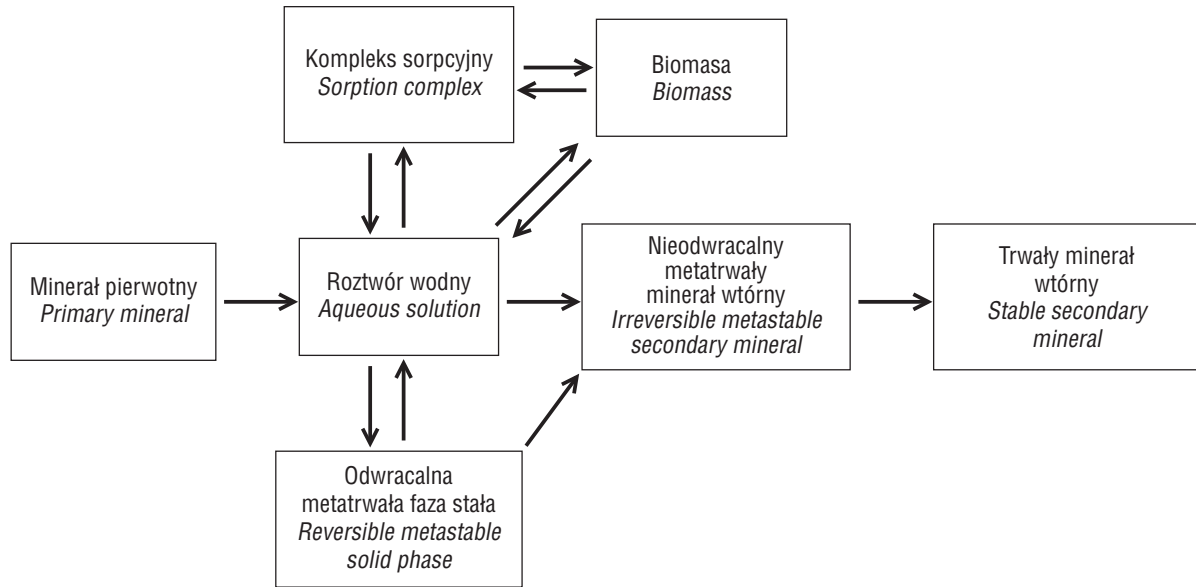 Kompleks sorpcyjny
Sorption complex
Biomasa
Biomass
Minerał pierwotny
Primary mineral
Roztwór wodny
Aqueous solution
Nieodwracalny
metatrwały
minerał wtórny
Irreversible metastable
secondary mineral
Trwały minerał
wtórny
Stable secondary
mineral
Odwracalna
metatrwała faza stała
Reversible metastable
solid phase